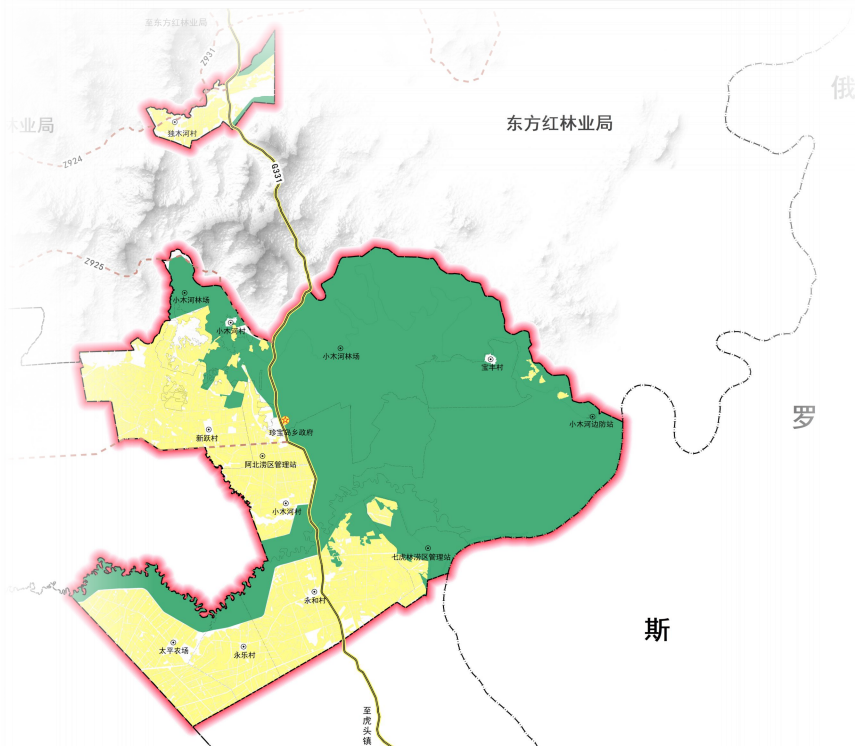 至东方红林业局
Z931
俄
东方红林业局
林业局
独木河村
Z924
G331
Z925
小木河林场
小木河村
小木河林场
宝丰村
罗
珍宝岛乡政府
小木河边防站
新跃村
阿北涝区管理站
小木河村
七虎林涝区管理站
永和村
斯
太平农场
永乐村
至虎头镇